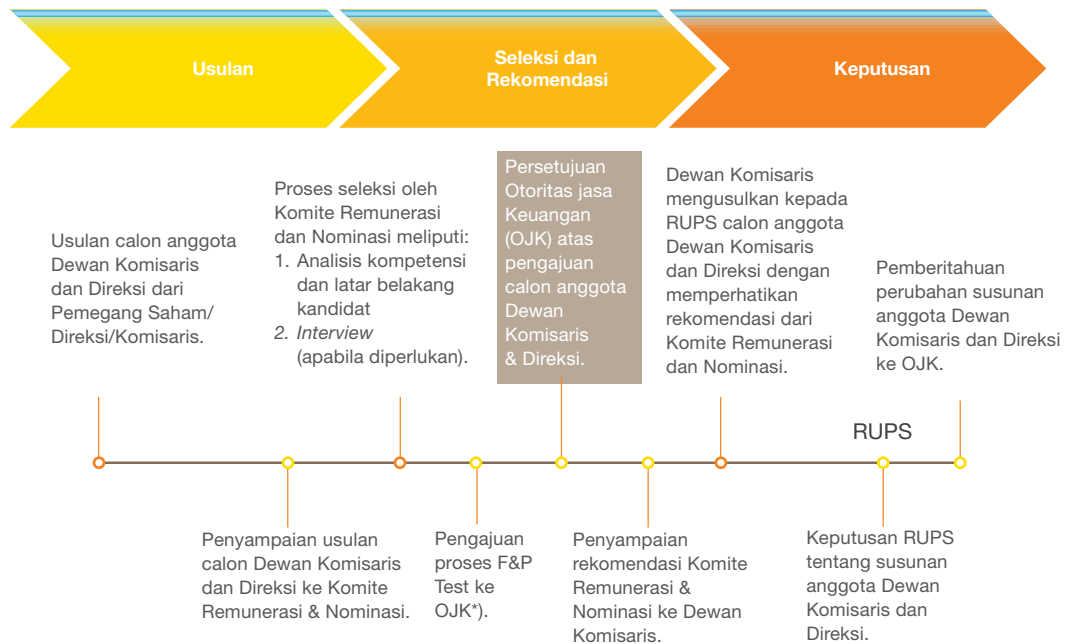 Usulan
Seleksi dan
Rekomendasi
Keputusan
Usulan calon anggota
Dewan Komisaris
dan Direksi dari
Pemegang Saham/
Direksi/Komisaris.
Proses seleksi oleh
Komite Remunerasi
dan Nominasi meliputi:
1. Analisis kompetensi
dan latar belakang
kandidat
2. Interview
(apabila diperlukan).
Persetujuan
Otoritas jasa
Keuangan
(OJK) atas
pengajuan
calon anggota
Dewan
Komisaris
& Direksi.
Dewan Komisaris
mengusulkan kepada
RUPS calon anggota
Dewan Komisaris
dan Direksi dengan
memperhatikan
rekomendasi dari
Komite Remunerasi
dan Nominasi.
Pemberitahuan
perubahan susunan
anggota Dewan
Komisaris dan Direksi
ke OJK.
RUPS
Penyampaian usulan
calon Dewan Komisaris
dan Direksi ke Komite
Remunerasi & Nominasi.
Pengajuan
proses F&P
Test ke
OJK*).
Penyampaian
rekomendasi Komite
Remunerasi &
Nominasi ke Dewan
Komisaris.
Keputusan RUPS
tentang susunan
anggota Dewan
Komisaris dan
Direksi.